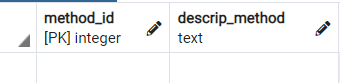 method_id
[PK] integer
descrip_method
text